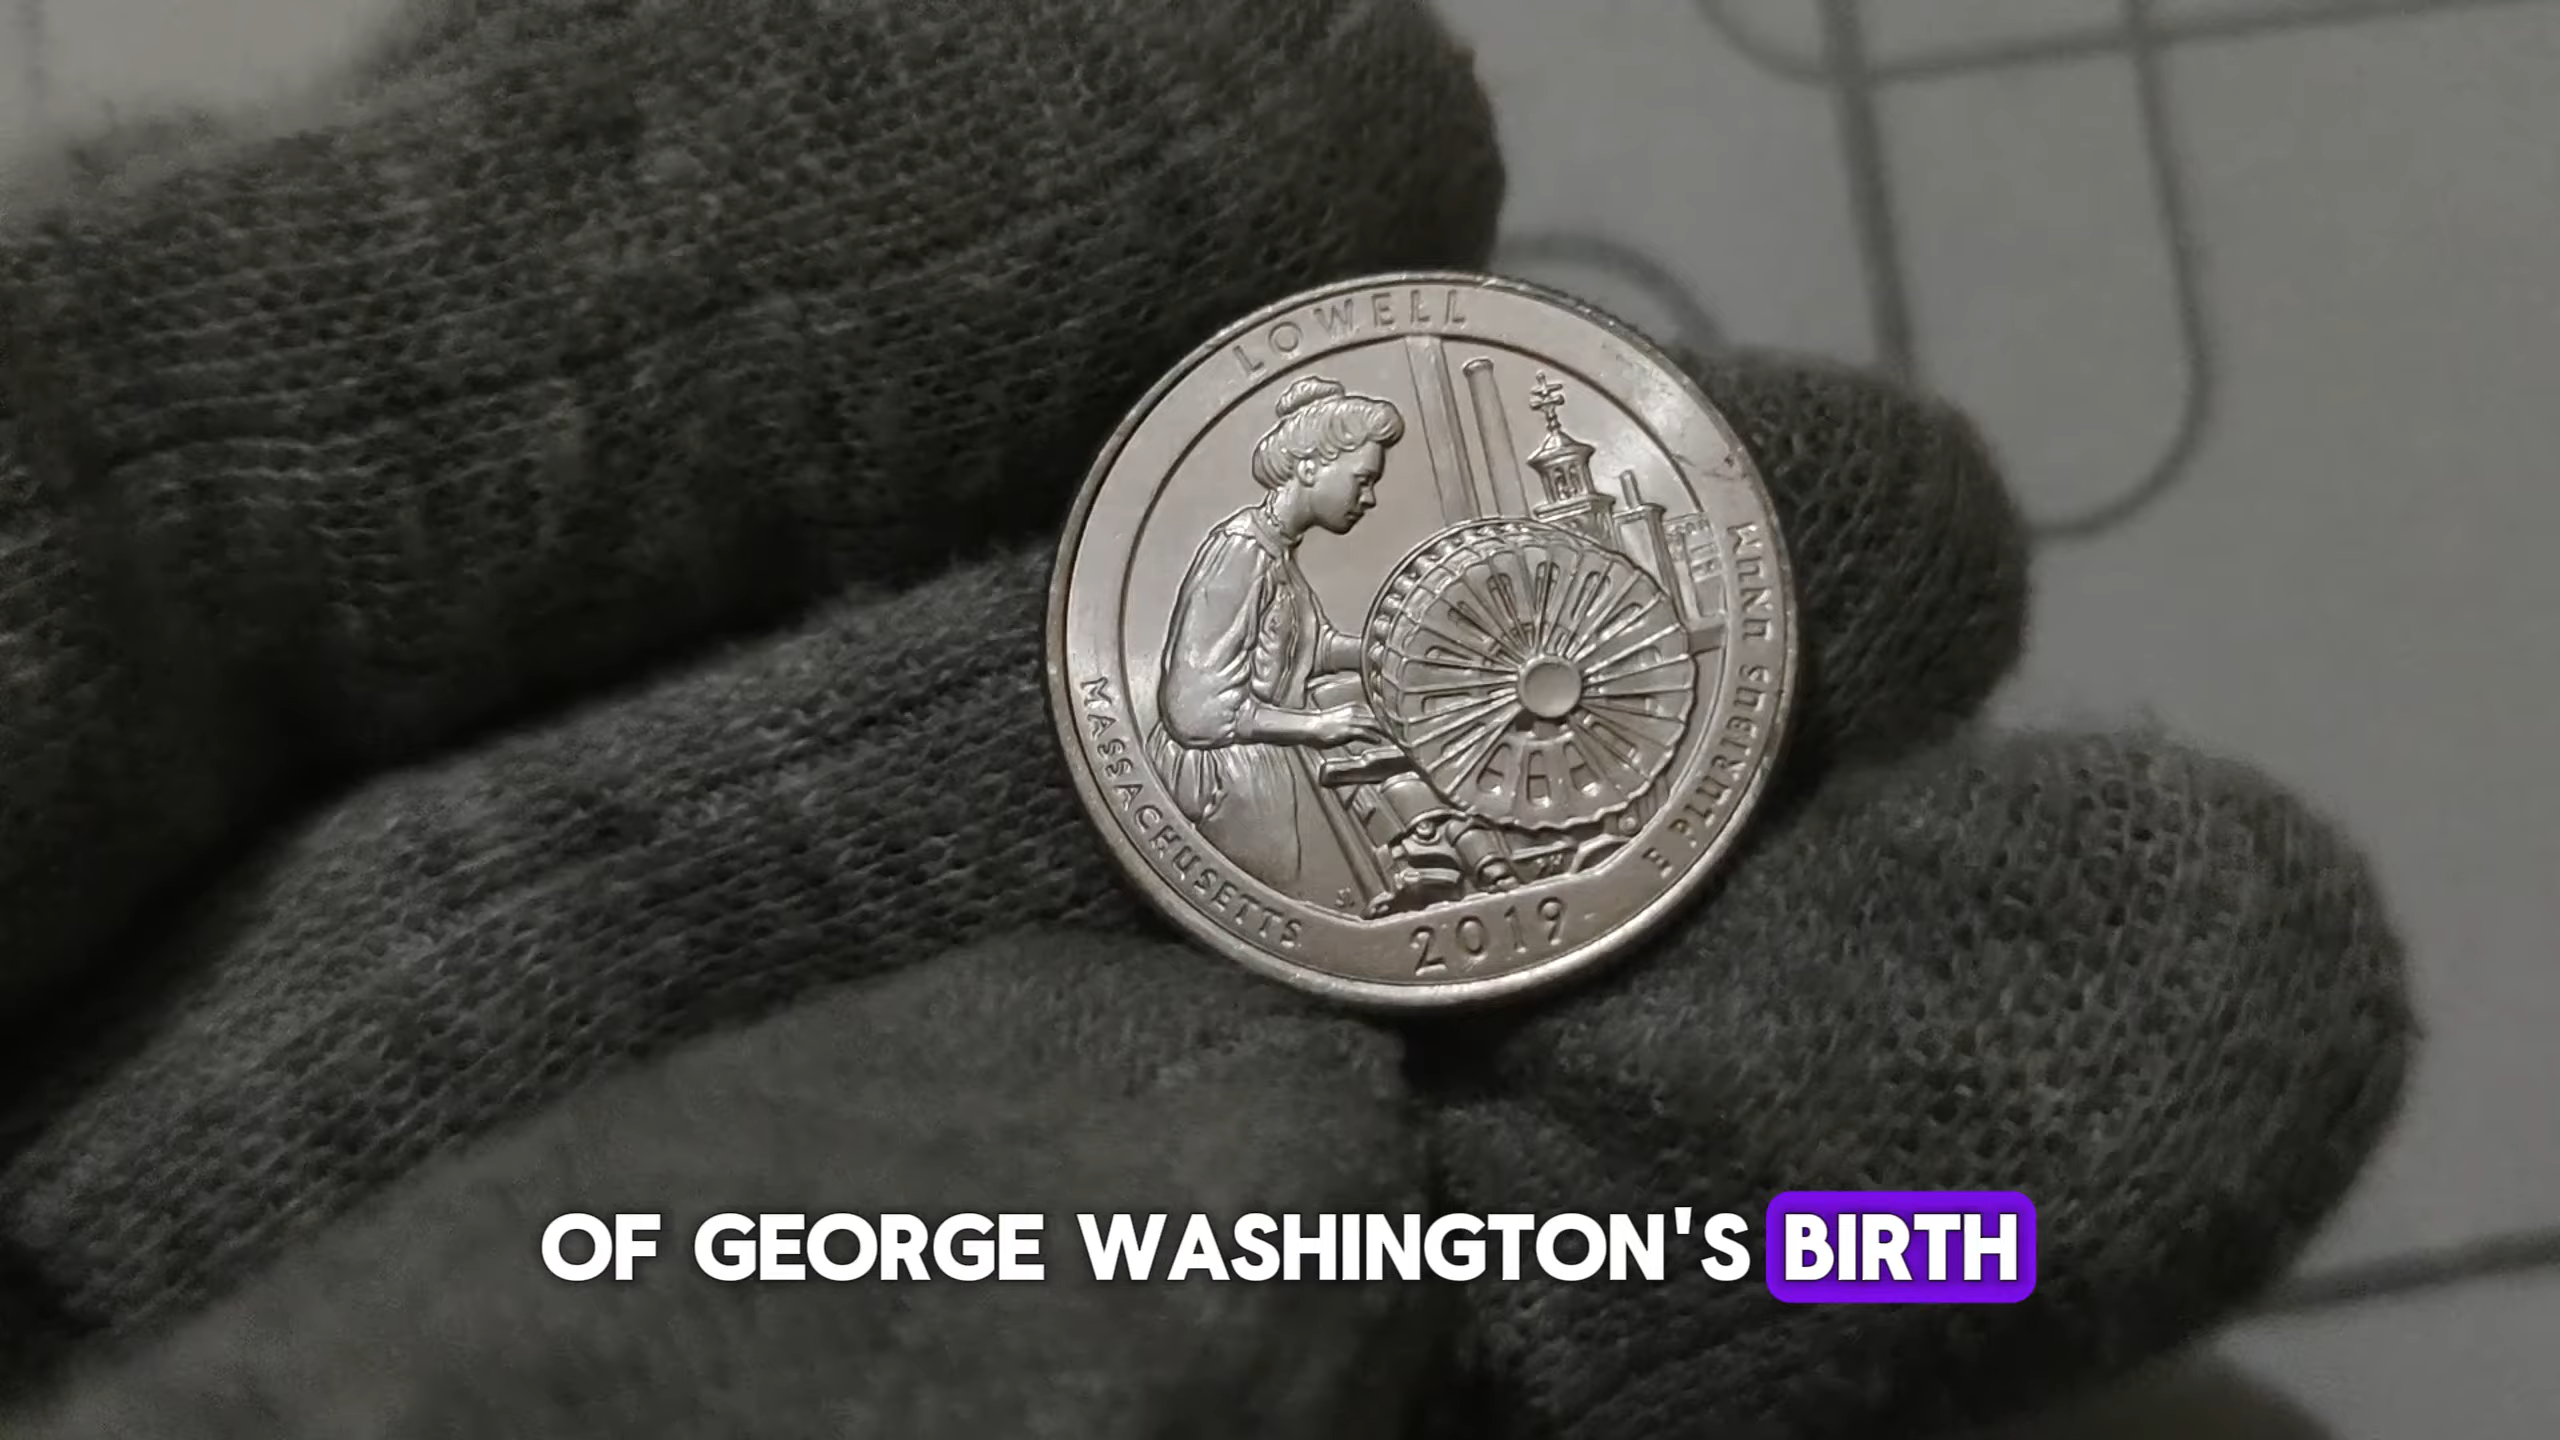 LOWELL
MASSACHUSETTS
2019
E PLURIBUS UNUM
OF GEORGE WASHINGTON'S BIRTH